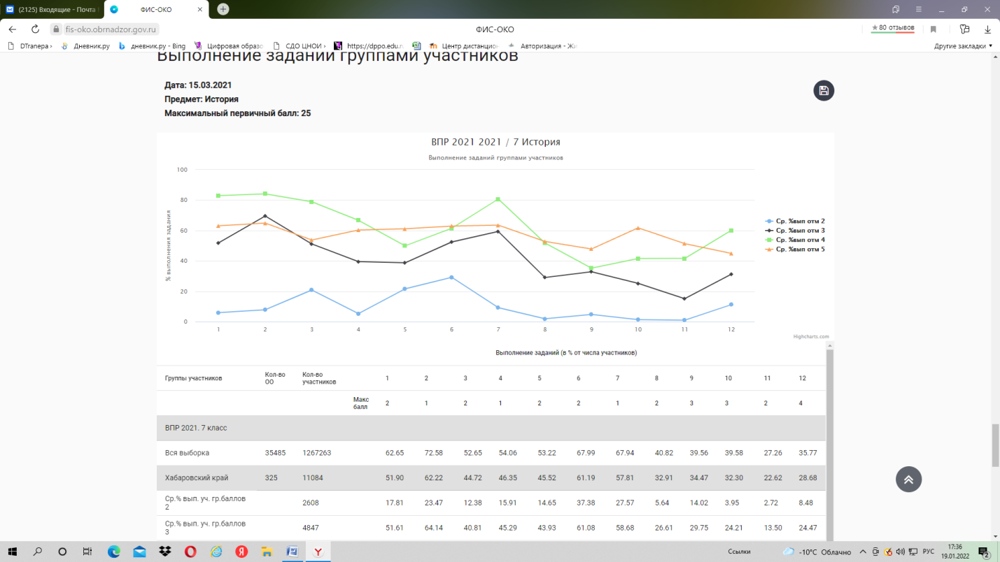 (2125) Входящие - Почта
ФИС-ОКО
fis-oko.obrnadzor.gov.ru
ФИС-ОКО
★ 80 отзывов
DTranepa
Дневник.ру
дневник.ру - Bing
Цифровая образо
СДО ЦНОИ
https://dppo.edu.ru
Центр дистанцион
Авторизация - Жи
Другие закладки
Выполнение заданий группами участников
Дата: 15.03.2021
Предмет: История
Максимальный первичный балл: 25
ВПР 2021 2021 / 7 История
Выполнение заданий группами участников
% выполнения задания
100
80
60
40
20
0
1 2 3 4 5 6 7 8 9 10 11 12
Ср. %вып отм 2
Ср. %вып отм 3
Ср. %вып отм 4
Ср. %вып отм 5
Highcharts.com
Выполнение заданий (в % от числа участников)
Группы участников Кол-во ОО Кол-во участников 1 2 3 4 5 6 7 8 9 10 11 12
Макс балл 2 1 2 1 2 2 1 2 3 3 2 4
ВПР 2021. 7 класс
Вся выборка 35485 1267263 62.65 72.58 52.65 54.06 53.22 67.99 67.94 40.82 39.56 39.58 27.26 35.77
Хабаровский край 325 11084 51.90 62.22 44.72 46.35 45.52 61.19 57.81 32.91 34.47 32.30 22.62 28.68
Ср.% вып. уч. гр.баллов 2 2608 17.81 23.47 12.38 15.91 14.65 37.38 27.57 5.64 14.02 3.95 2.72 8.48
Ср.% вып. уч. гр.баллов 3 4847 51.61 64.14 40.81 45.29 43.93 61.08 58.68 26.61 29.75 24.21 13.50 24.47
Ссылки
-10°C Облачно
РУС
17:36
19.01.2022
2